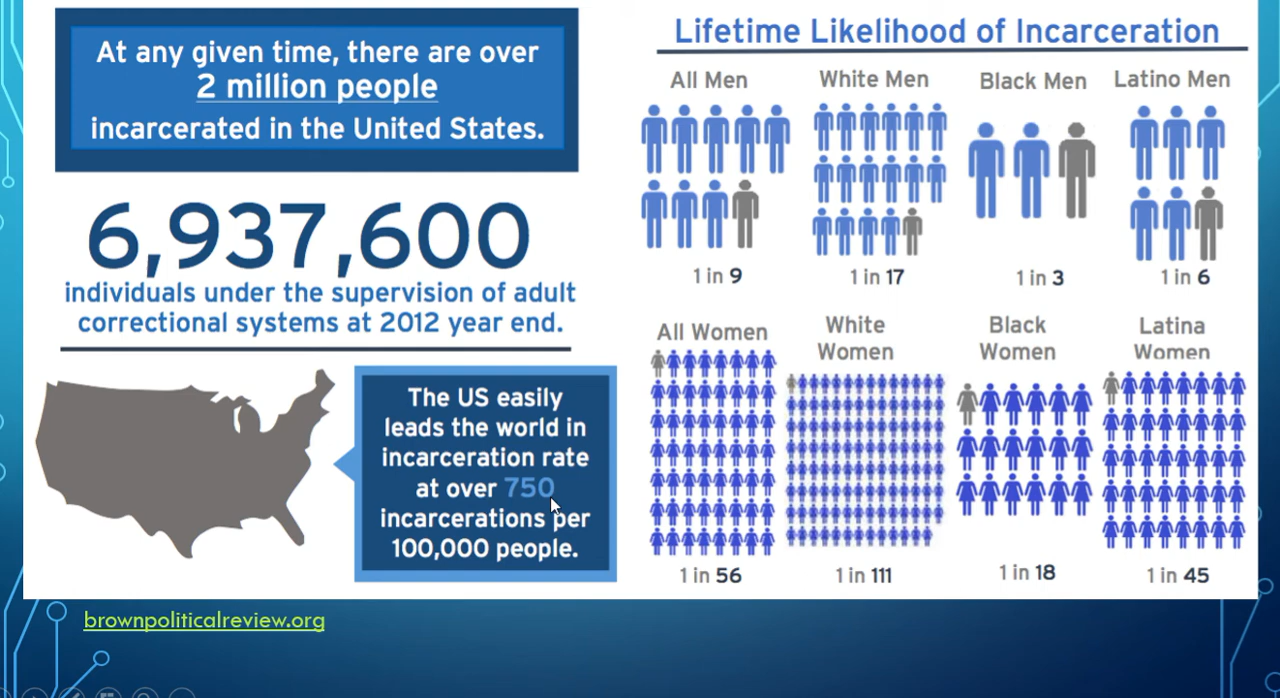 At any given time, there are over
2 million people
incarcerated in the United States.
6,937,600
individuals under the supervision of adult
correctional systems at 2012 year end.
The US easily
leads the world in
incarceration rate
at over 750
incarcerations per
100,000 people.
Lifetime Likelihood of Incarceration
All Men
1 in 9
White Men
1 in 17
Black Men
1 in 3
Latino Men
1 in 6
All Women
1 in 56
White
Women
1 in 111
Black
Women
1 in 18
Latina
Women
1 in 45
brownpoliticalreview.org